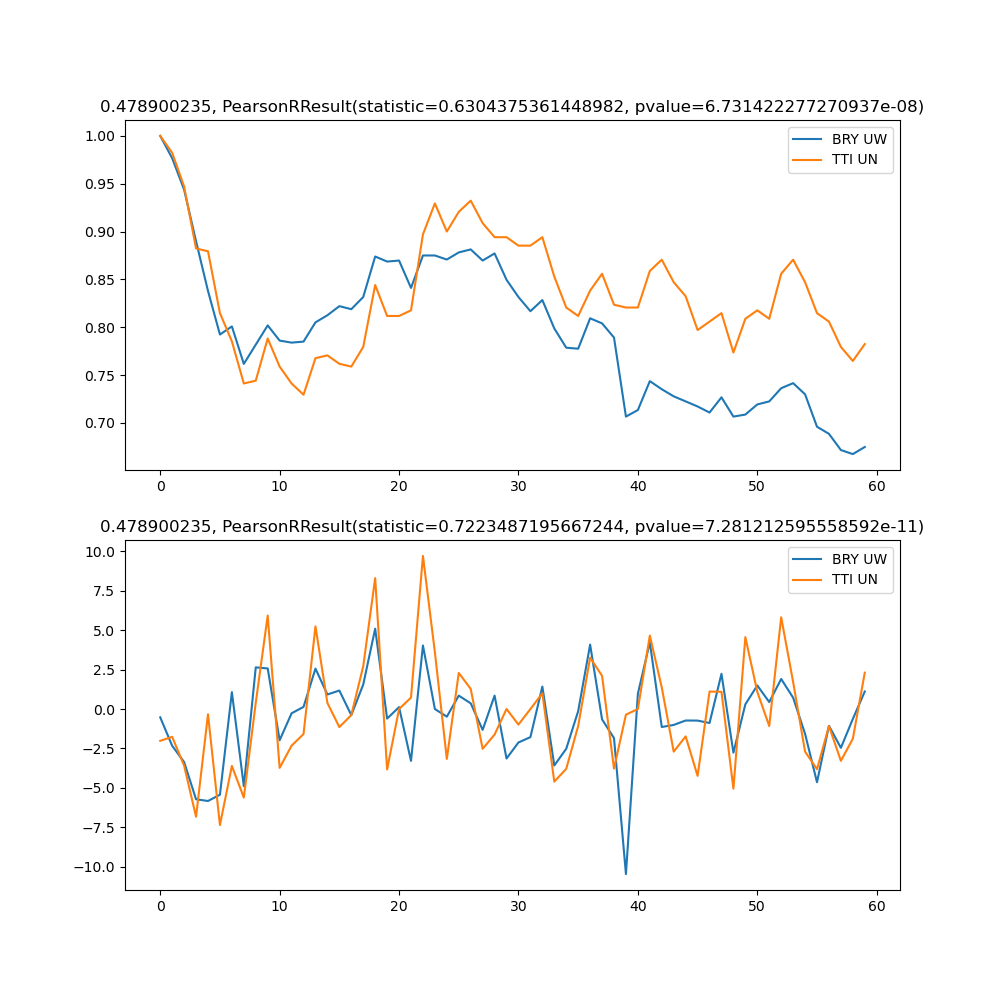 0.478900235, PearsonRResult(statistic=0.6304375361448982, pvalue=6.731422277270937e-08)
BRY UW
TTI UN
1.00
0.95
0.90
0.85
0.80
0.75
0.70
0 10 20 30 40 50 60
0.478900235, PearsonRResult(statistic=0.7223487195667244, pvalue=7.281212595558592e-11)
BRY UW
TTI UN
10.0
7.5
5.0
2.5
0.0
−2.5
−5.0
−7.5
−10.0
0 10 20 30 40 50 60